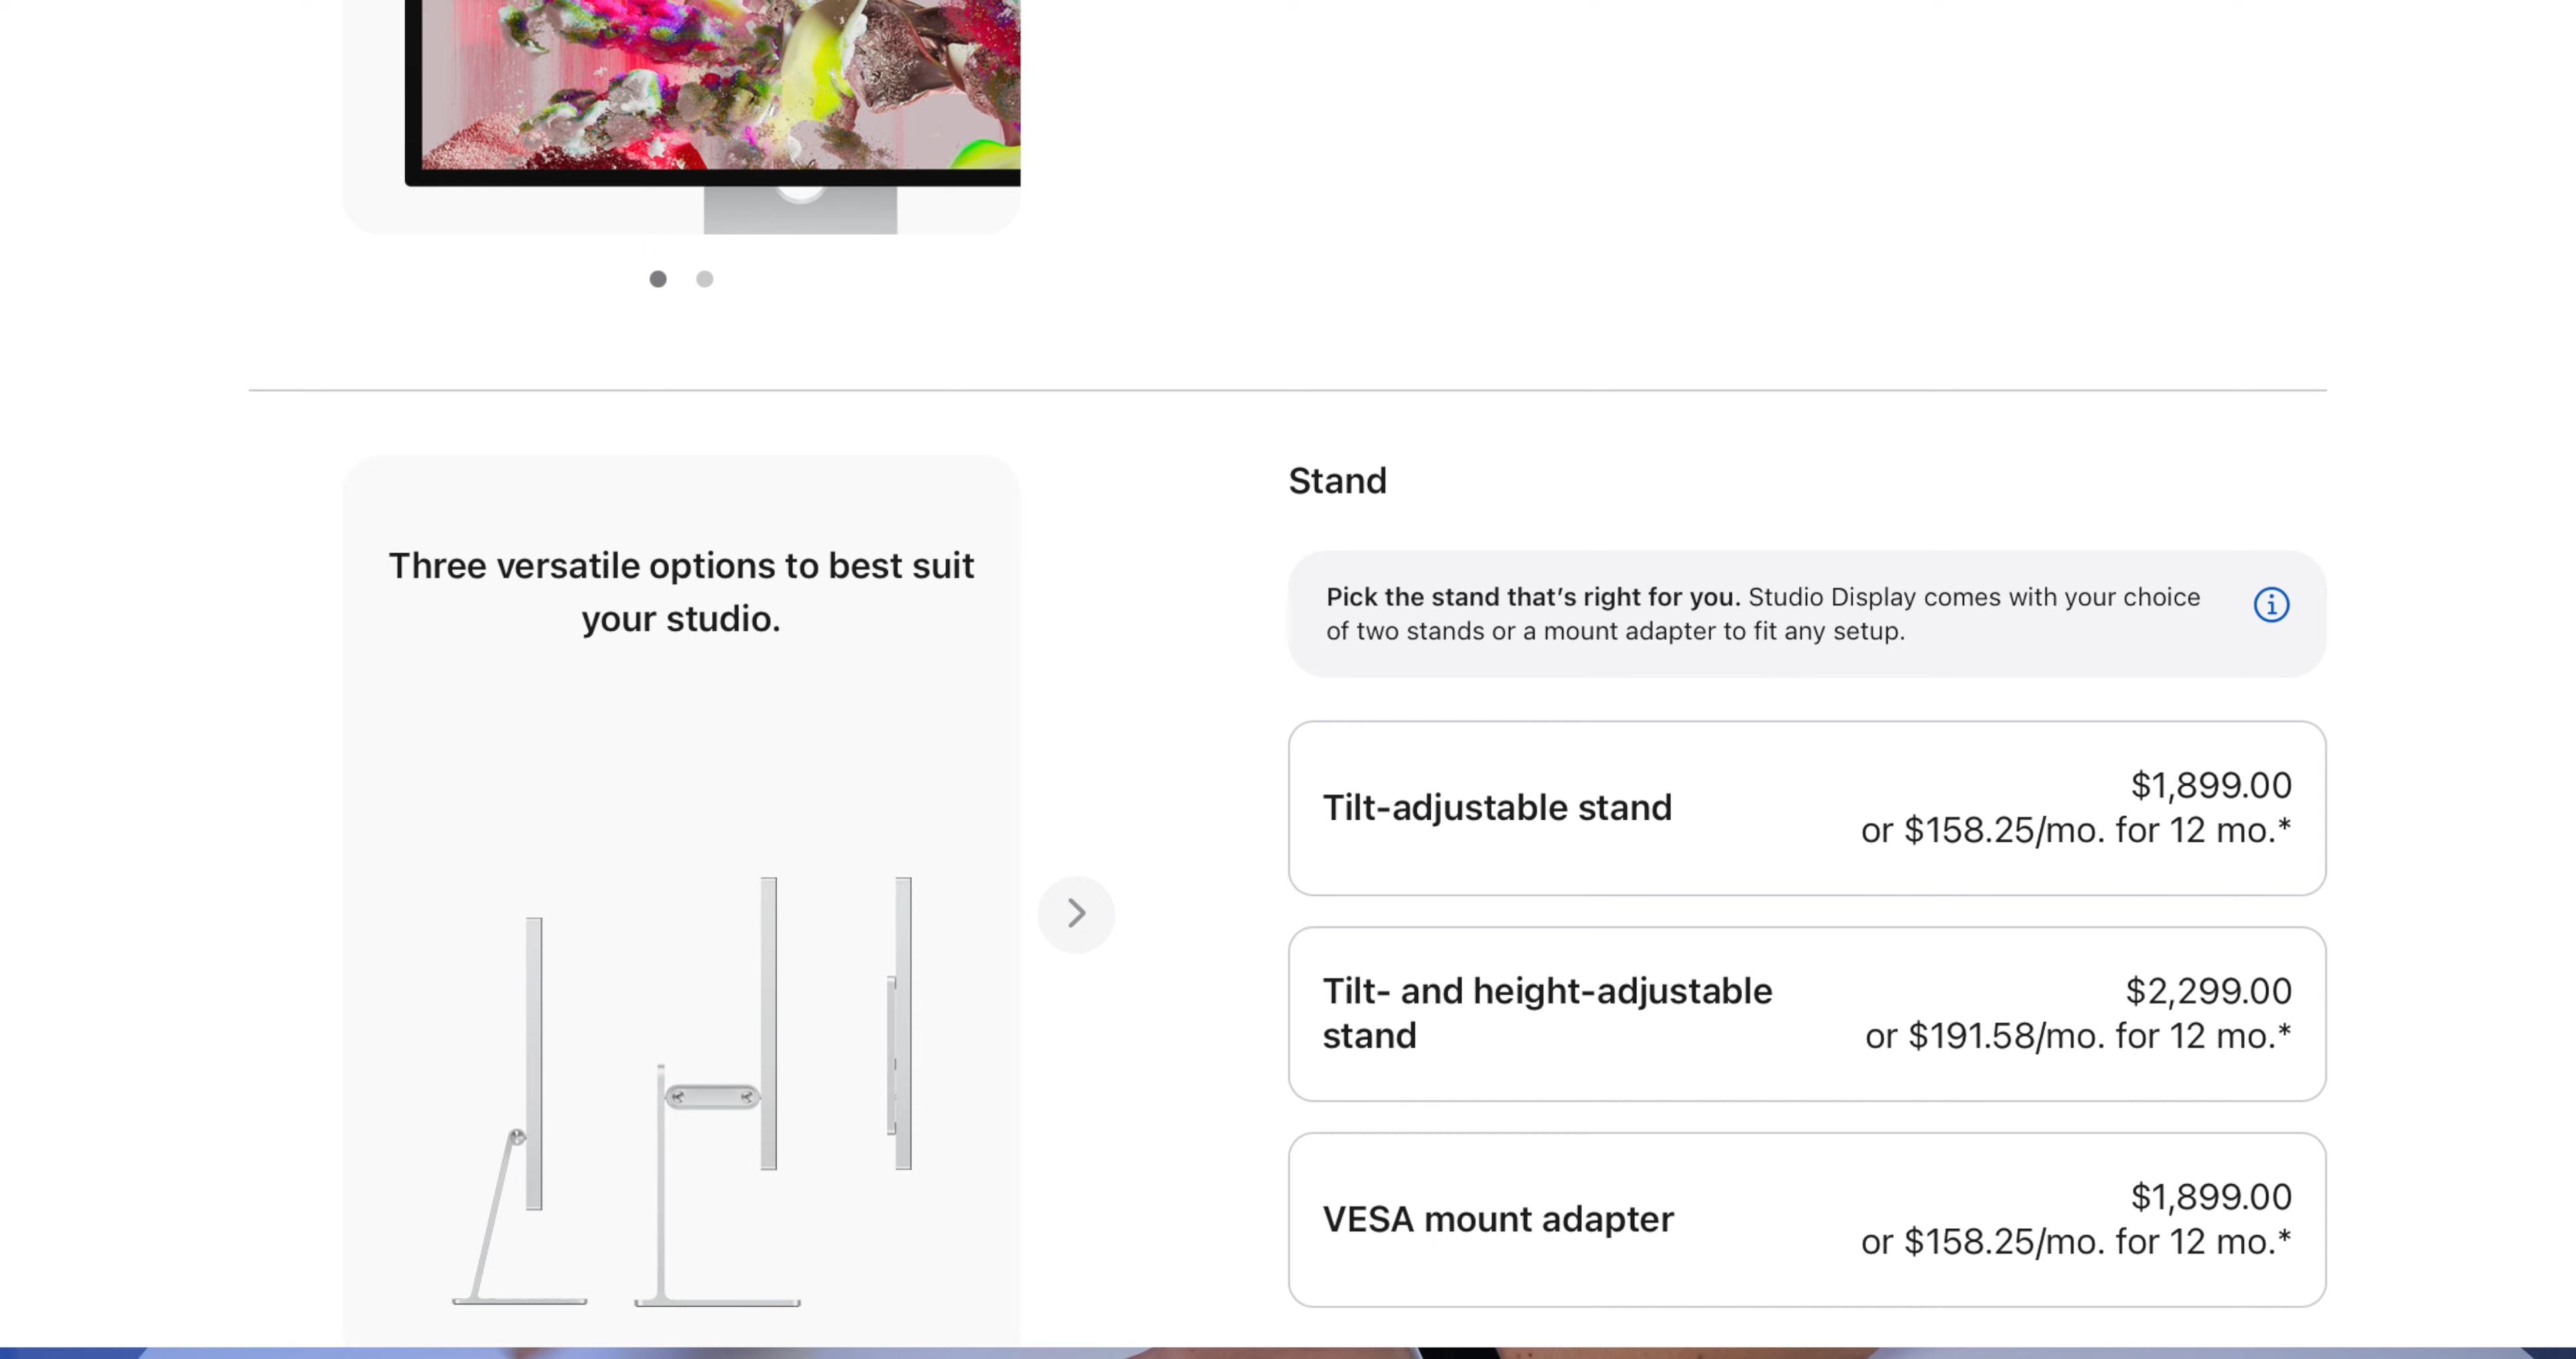 Three versatile options to best suit
your studio.
Stand
Pick the stand that’s right for you. Studio Display comes with your choice
of two stands or a mount adapter to fit any setup.
Tilt-adjustable stand
$1,899.00
or $158.25/mo. for 12 mo.*
Tilt- and height-adjustable
stand
$2,299.00
or $191.58/mo. for 12 mo.*
VESA mount adapter
$1,899.00
or $158.25/mo. for 12 mo.*